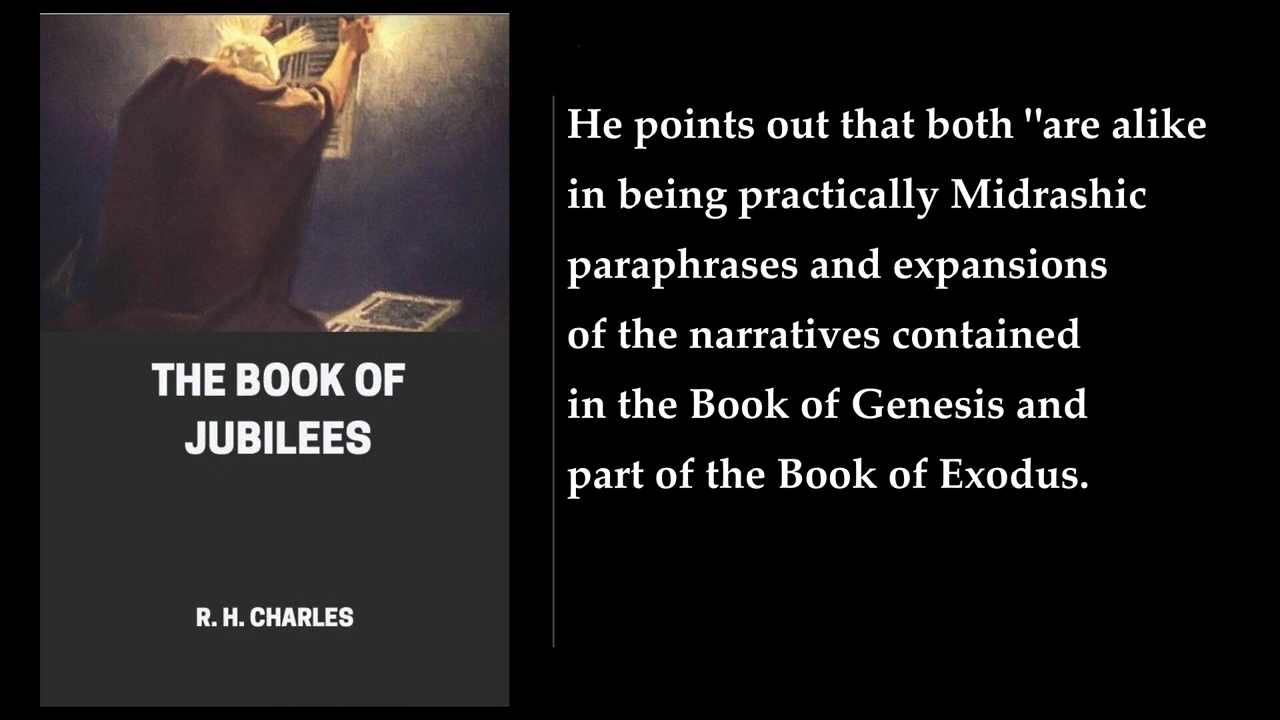 THE BOOK OF
JUBILEES
R. H. CHARLES
He points out that both "are alike
in being practically Midrashic
paraphrases and expansions
of the narratives contained
in the Book of Genesis and
part of the Book of Exodus.